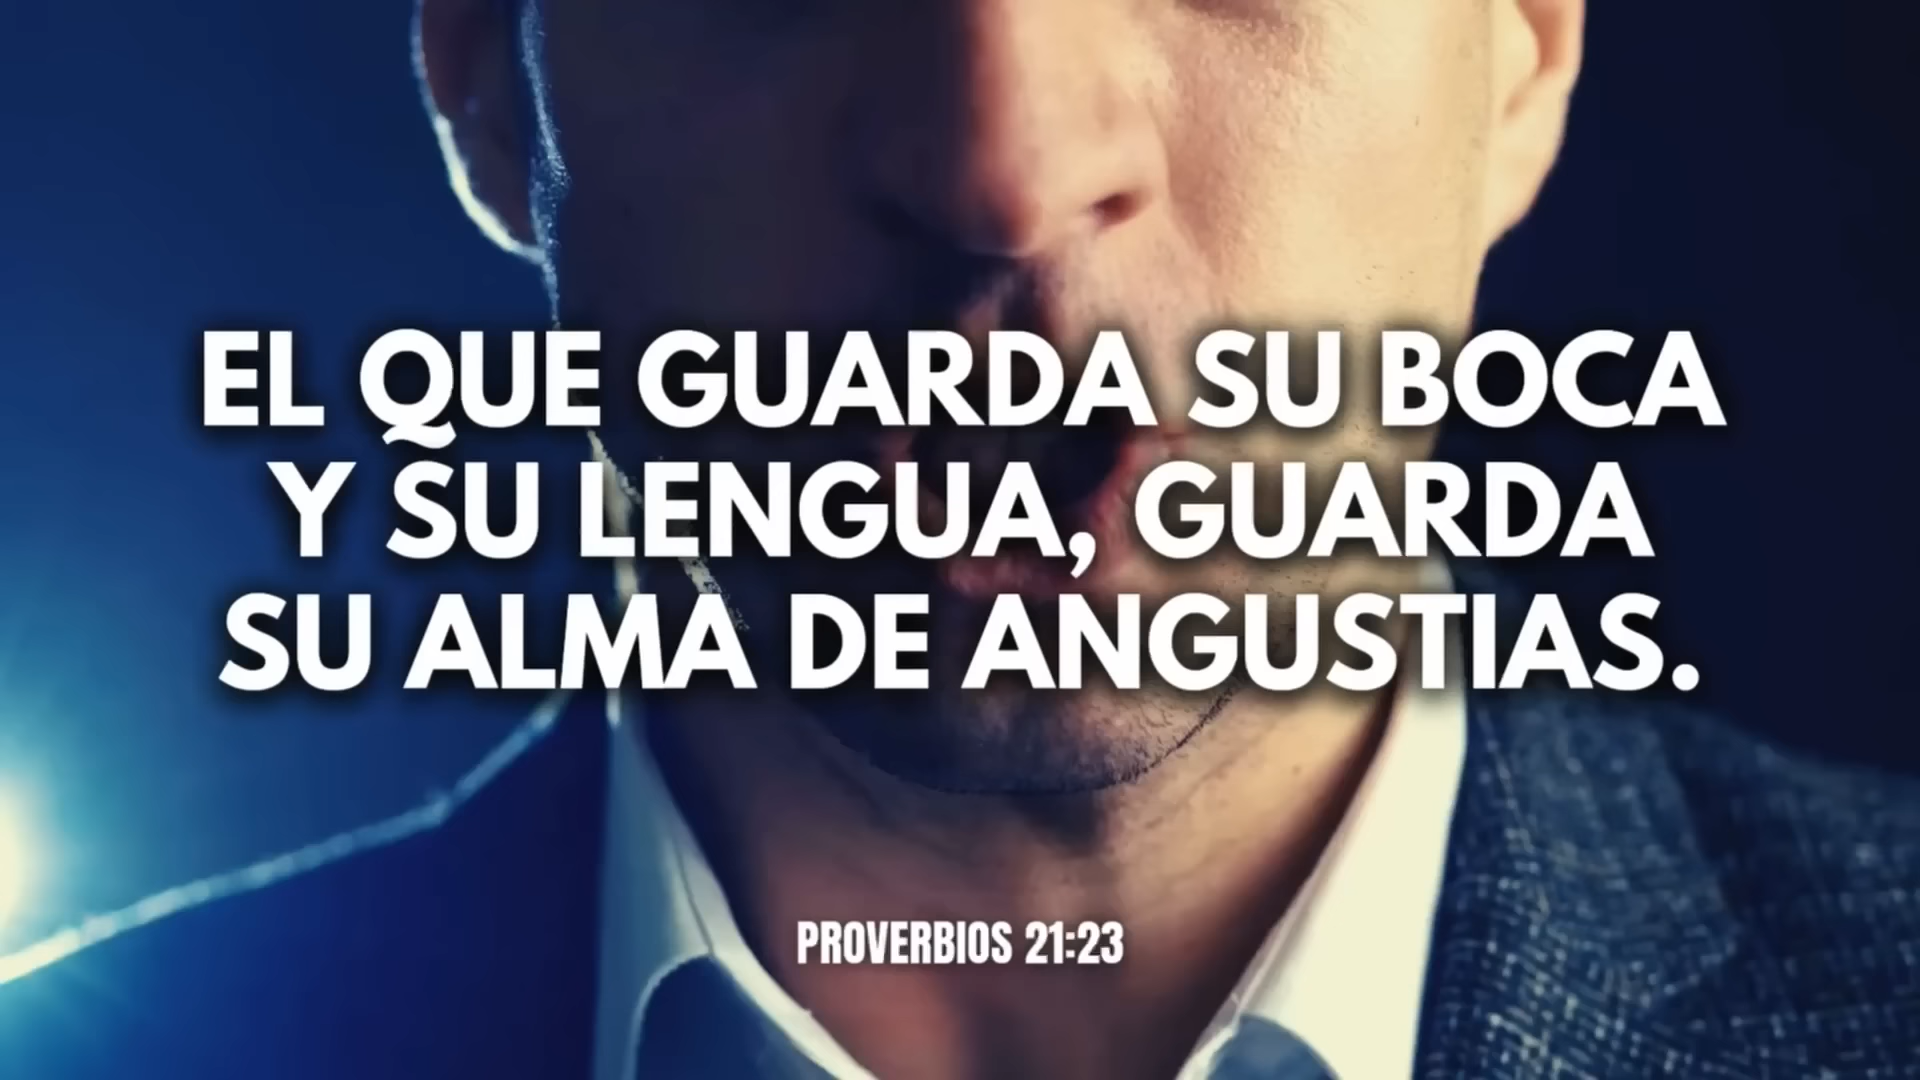 EL QUE GUARDA SU BOCA
Y SU LENGUA, GUARDA
SU ALMA DE ANGUSTIAS.
PROVERBIOS 21:23